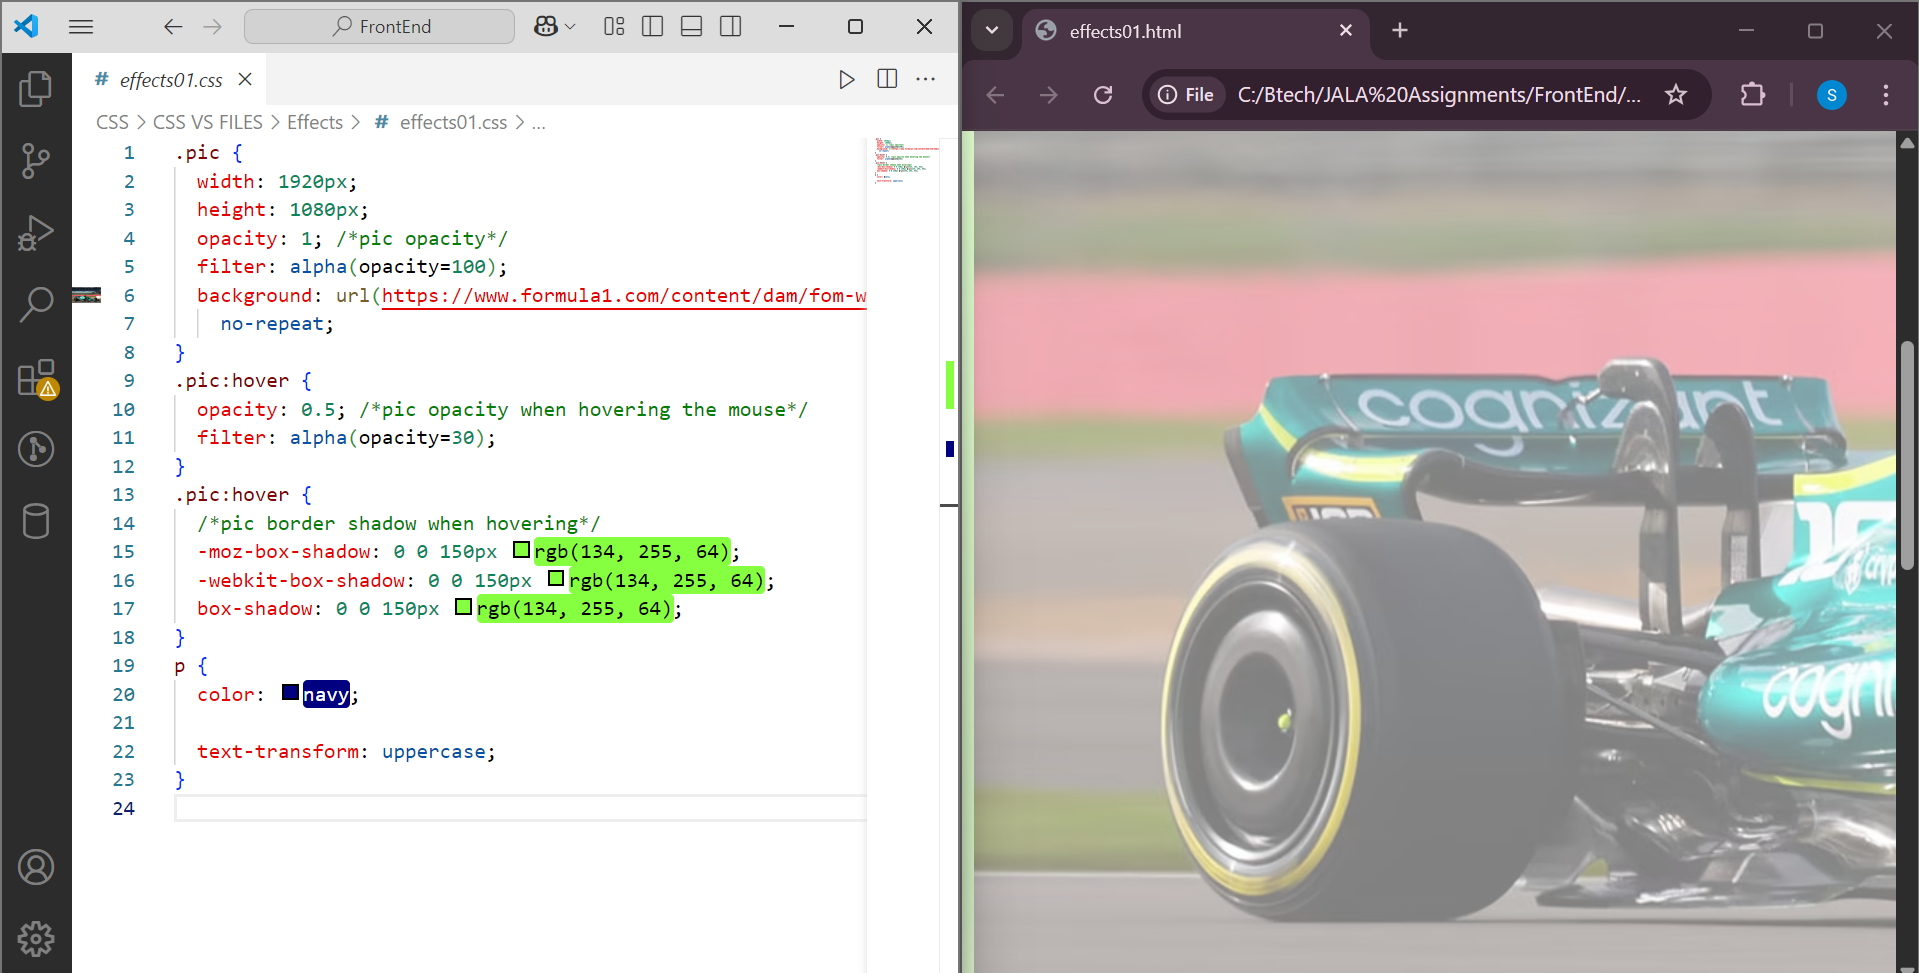 FrontEnd
# effects01.css
CSS > CSS VS FILES > Effects > # effects01.css > ...
1 .pic {
2 width: 1920px;
3 height: 1080px;
4 opacity: 1; /*pic opacity*/
5 filter: alpha(opacity=100);
6 background: url(https://www.formula1.com/content/dam/fom-w
7 no-repeat;
8 }
9 .pic:hover {
10 opacity: 0.5; /*pic opacity when hovering the mouse*/
11 filter: alpha(opacity=30);
12 }
13 .pic:hover {
14 /*pic border shadow when hovering*/
15 -moz-box-shadow: 0 0 150px rgb(134, 255, 64);
16 -webkit-box-shadow: 0 0 150px rgb(134, 255, 64);
17 box-shadow: 0 0 150px rgb(134, 255, 64);
18 }
19 p {
20 color: navy;
21
22 text-transform: uppercase;
23 }
24
effects01.html
File C:/Btech/JALA%20Assignments/FrontEnd/...
S
cognizant